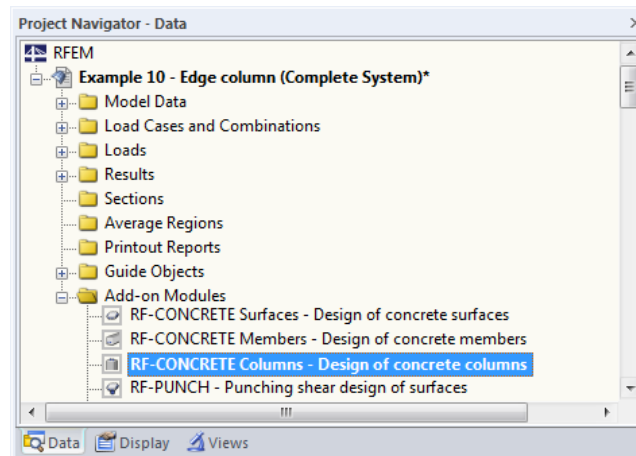 Project Navigator - Data
RFEM
Example 10 - Edge column (Complete System)*
Model Data
Load Cases and Combinations
Loads
Results
Sections
Average Regions
Printout Reports
Guide Objects
Add-on Modules
RF-CONCRETE Surfaces - Design of concrete surfaces
RF-CONCRETE Members - Design of concrete members
RF-CONCRETE Columns - Design of concrete columns
RF-PUNCH - Punching shear design of surfaces
Data Display Views